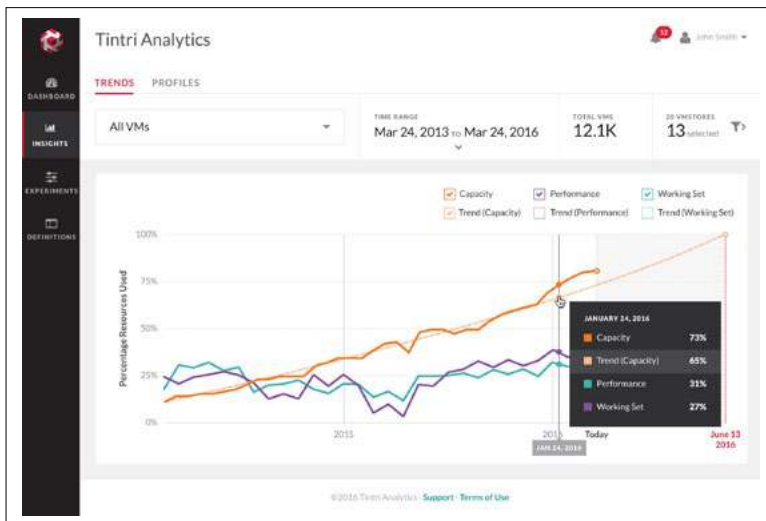 Tintri Analytics
12
John Smith
DASHBOARD
INSIGHTS
EXPERIMENTS
DEFINITIONS
TRENDS PROFILES
All VMs
TIME RANGE
Mar 24, 2013 TO Mar 24, 2016
TOTAL VMS
12.1K
20 VMSTORES
13 selected
Capacity Performance Working Set
Trend (Capacity) Trend (Performance) Trend (Working Set)
Percentage Resources Used
100%
75%
50%
25%
0%
JANUARY 24, 2016
Capacity 73%
Trend (Capacity) 65%
Performance 31%
Working Set 27%
2015 2016 Today June 13
2016
JAN 24, 2016
©2016 Tintri Analytics · Support · Terms of Use